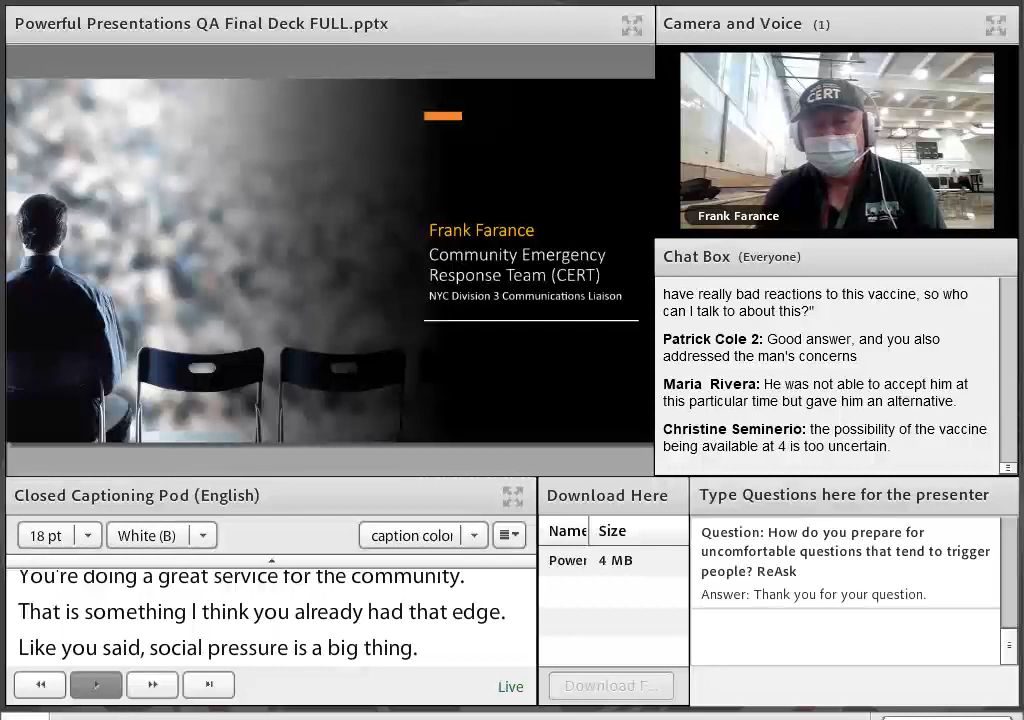 Powerful Presentations QA Final Deck FULL.pptx
Frank Farance
Community Emergency
Response Team (CERT)
NYC Division 3 Communications Liaison
Camera and Voice (1)
CERT
Frank Farance
Chat Box (Everyone)
have really bad reactions to this vaccine, so who
can I talk to about this?"
Patrick Cole 2: Good answer, and you also
addressed the man's concerns
Maria Rivera: He was not able to accept him at
this particular time but gave him an alternative.
Christine Seminerio: the possibility of the vaccine
being available at 4 is too uncertain.
Closed Captioning Pod (English)
18 pt
White (B)
caption color
You're doing a great service for the community.
That is something I think you already had that edge.
Like you said, social pressure is a big thing.
Live
Download Here
Name Size
Power 4 MB
Download F...
Type Questions here for the presenter
Question: How do you prepare for
uncomfortable questions that tend to trigger
people? ReAsk
Answer: Thank you for your question.